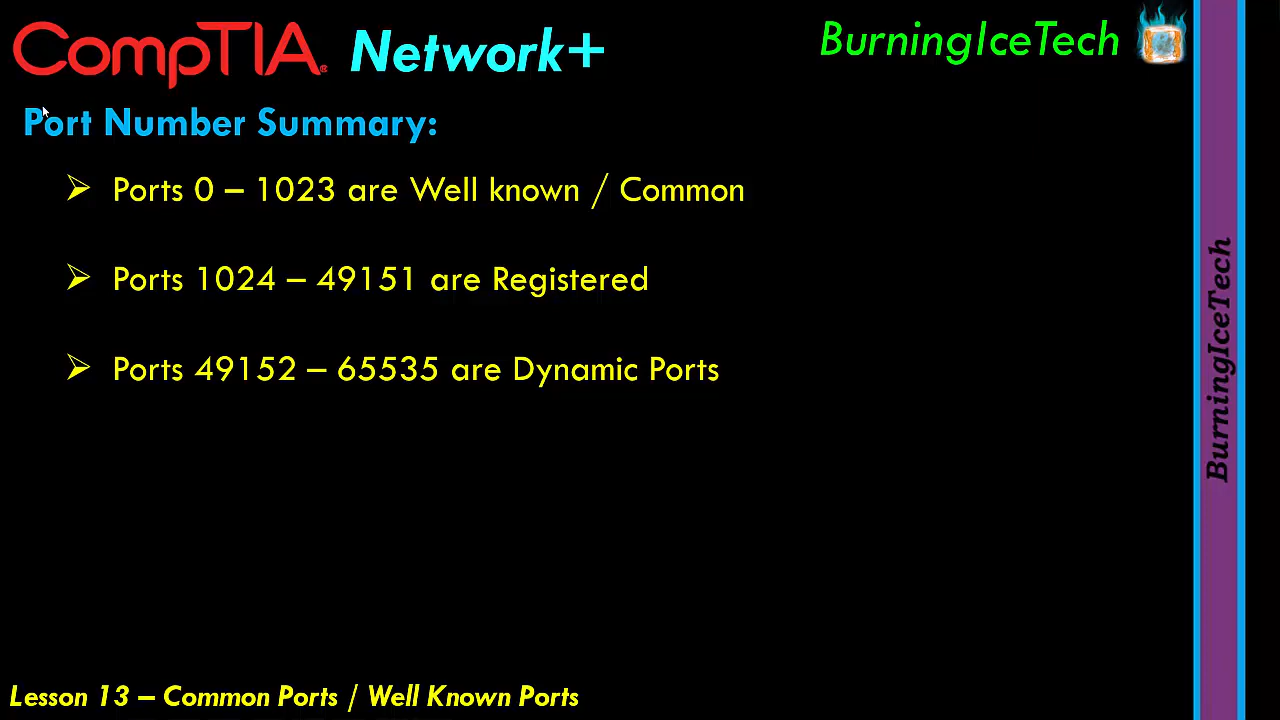 CompTIA® Network+
BurningIceTech
Port Number Summary:
➢ Ports 0 – 1023 are Well known / Common
➢ Ports 1024 – 49151 are Registered
➢ Ports 49152 – 65535 are Dynamic Ports
BurningIceTech
Lesson 13 – Common Ports / Well Known Ports